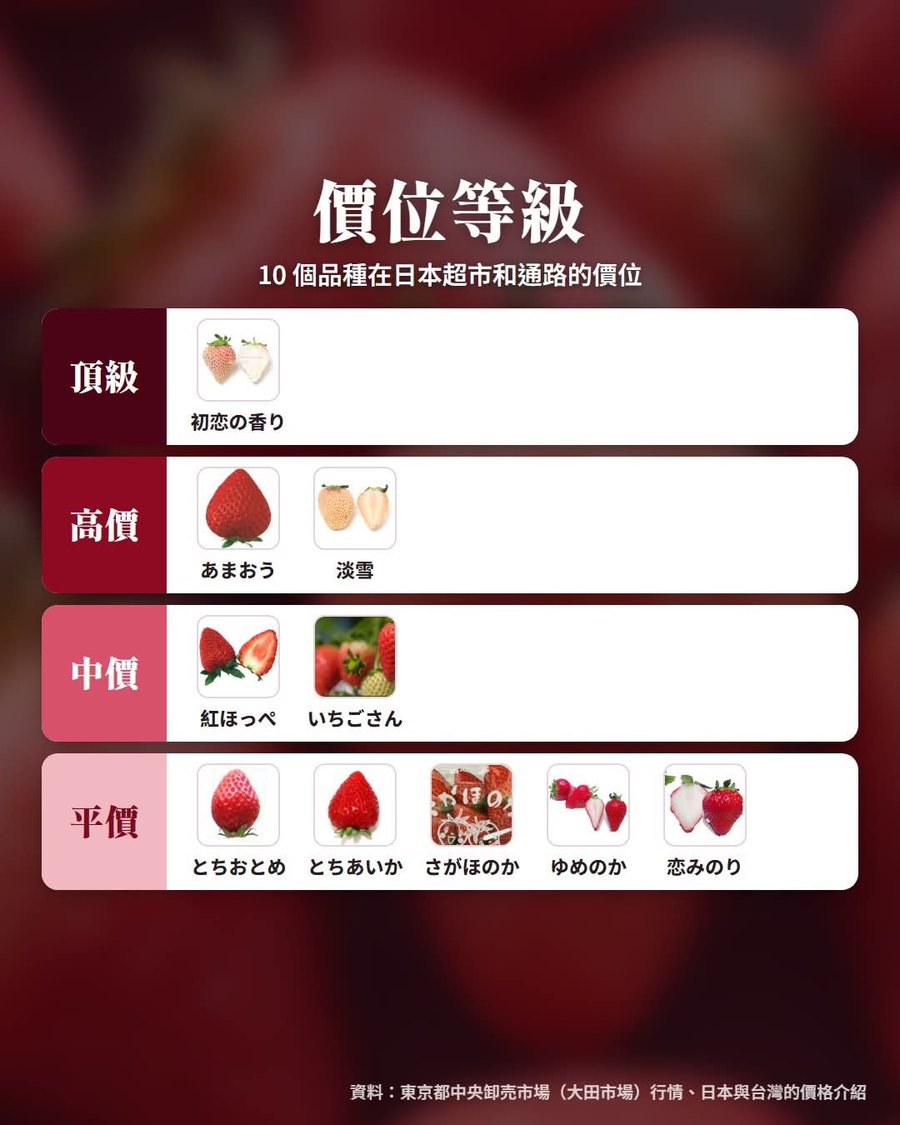 價位等級
10 個品種在日本超市和通路的價位
頂級
初恋の香り
高價
あまおう
淡雪
中價
紅ほっぺ
いちごさん
平價
とちおとめ
とちあいか
さがほのか
ゆめのか
恋みのり
資料：東京都中央卸売市場（大田市場）行情、日本與台灣的價格介紹